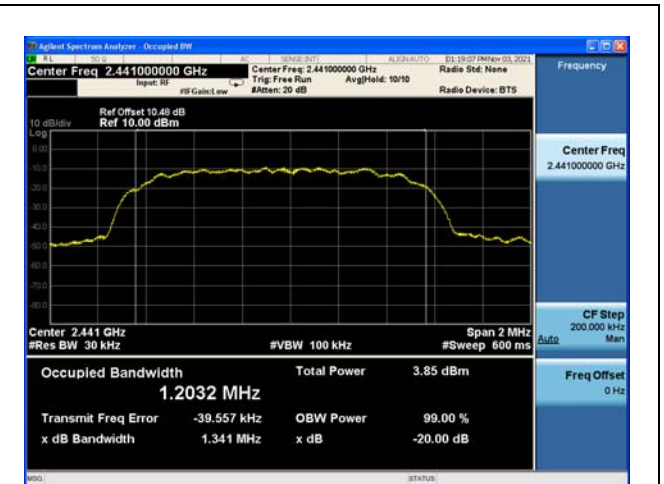 Agilent Spectrum Analyzer - Occupied BW
RL 50 Ω AC SENSE:INT ALIGN AUTO 01:19:07 PM Nov 03, 2021
Center Freq 2.441000000 GHz Center Freq: 2.441000000 GHz Radio Std: None Frequency
Input: RF Trig: Free Run Avg|Hold: 10/10
#IFGain:Low #Atten: 20 dB Radio Device: BTS
Ref Offset 10.48 dB
10 dB/div Ref 10.00 dBm
Log
0.00
-10.0
-20.0
-30.0
-40.0
-50.0
-60.0
-70.0
-80.0
Center Freq
2.441000000 GHz
Center 2.441 GHz Span 2 MHz
#Res BW 30 kHz #VBW 100 kHz #Sweep 600 ms
CF Step
200.000 kHz
Auto Man
Occupied Bandwidth Total Power 3.85 dBm
1.2032 MHz
Transmit Freq Error -39.557 kHz OBW Power 99.00 %
x dB Bandwidth 1.341 MHz x dB -20.00 dB
Freq Offset
0 Hz
MSG STATUS